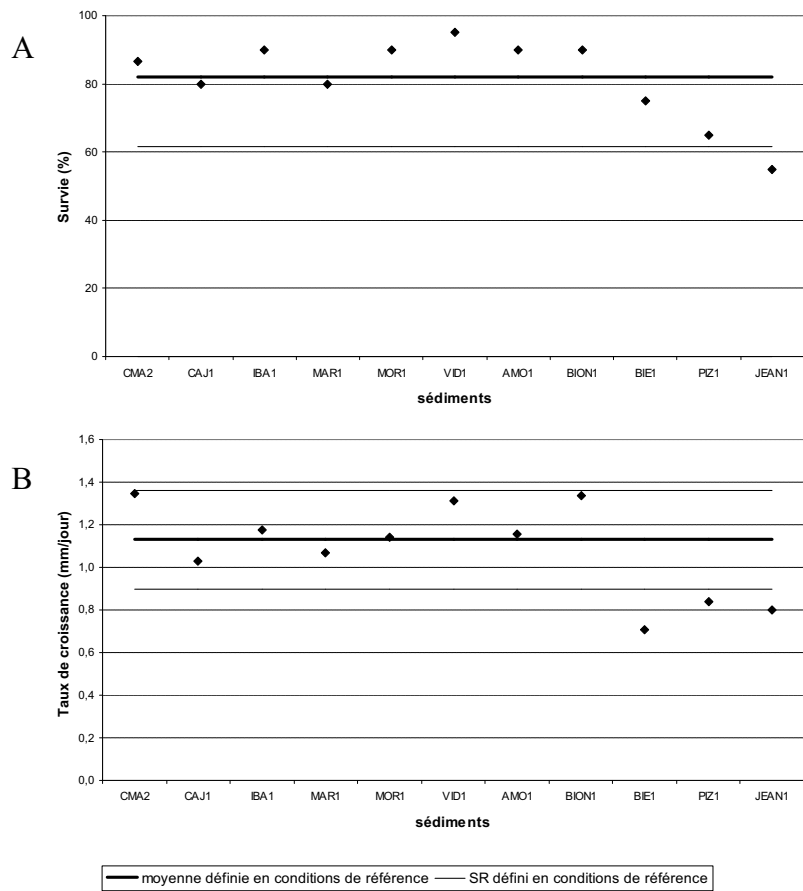 A
100
80
60
40
20
0
Survie (%)
CMA2 CAJ1 IBA1 MAR1 MOR1 VID1 AMO1 BION1 BIE1 PIZ1 JEAN1
sédiments
B
1,6
1,4
1,2
1,0
0,8
0,6
0,4
0,2
0,0
Taux de croissance (mm/jour)
CMA2 CAJ1 IBA1 MAR1 MOR1 VID1 AMO1 BION1 BIE1 PIZ1 JEAN1
sédiments
moyenne définie en conditions de référence SR défini en conditions de référence